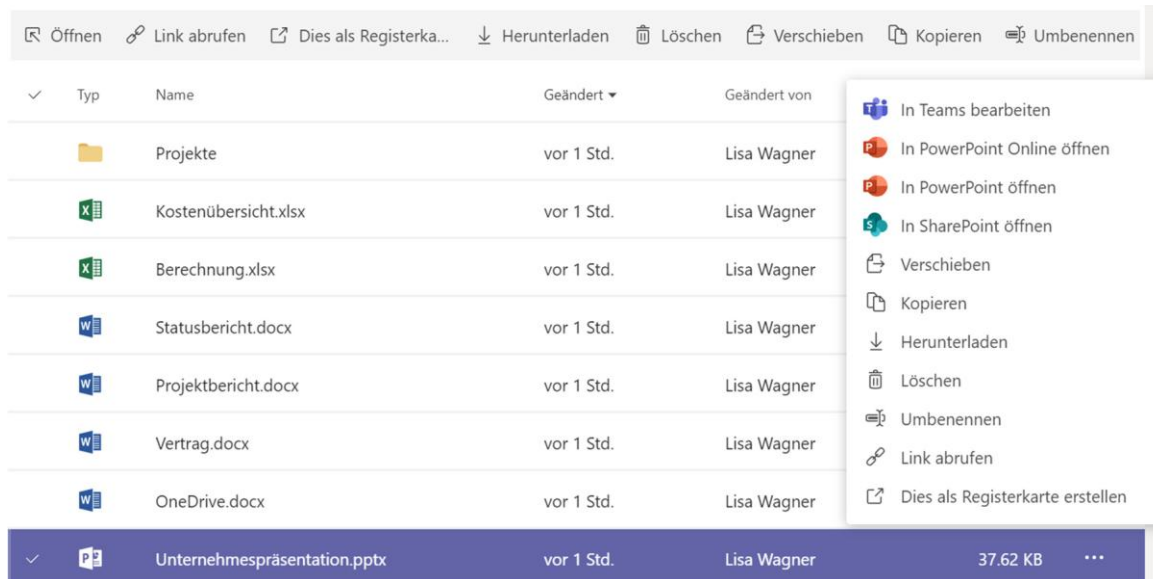 Öffnen Link abrufen Dies als Registerka... Herunterladen Löschen Verschieben Kopieren Umbenennen
Typ Name Geändert Geändert von
Projekte vor 1 Std. Lisa Wagner
Kostenübersicht.xlsx vor 1 Std. Lisa Wagner
Berechnung.xlsx vor 1 Std. Lisa Wagner
Statusbericht.docx vor 1 Std. Lisa Wagner
Projektbericht.docx vor 1 Std. Lisa Wagner
Vertrag.docx vor 1 Std. Lisa Wagner
OneDrive.docx vor 1 Std. Lisa Wagner
Unternehmespräsentation.pptx vor 1 Std. Lisa Wagner 37.62 KB ...
In Teams bearbeiten
In PowerPoint Online öffnen
In PowerPoint öffnen
In SharePoint öffnen
Verschieben
Kopieren
Herunterladen
Löschen
Umbenennen
Link abrufen
Dies als Registerkarte erstellen